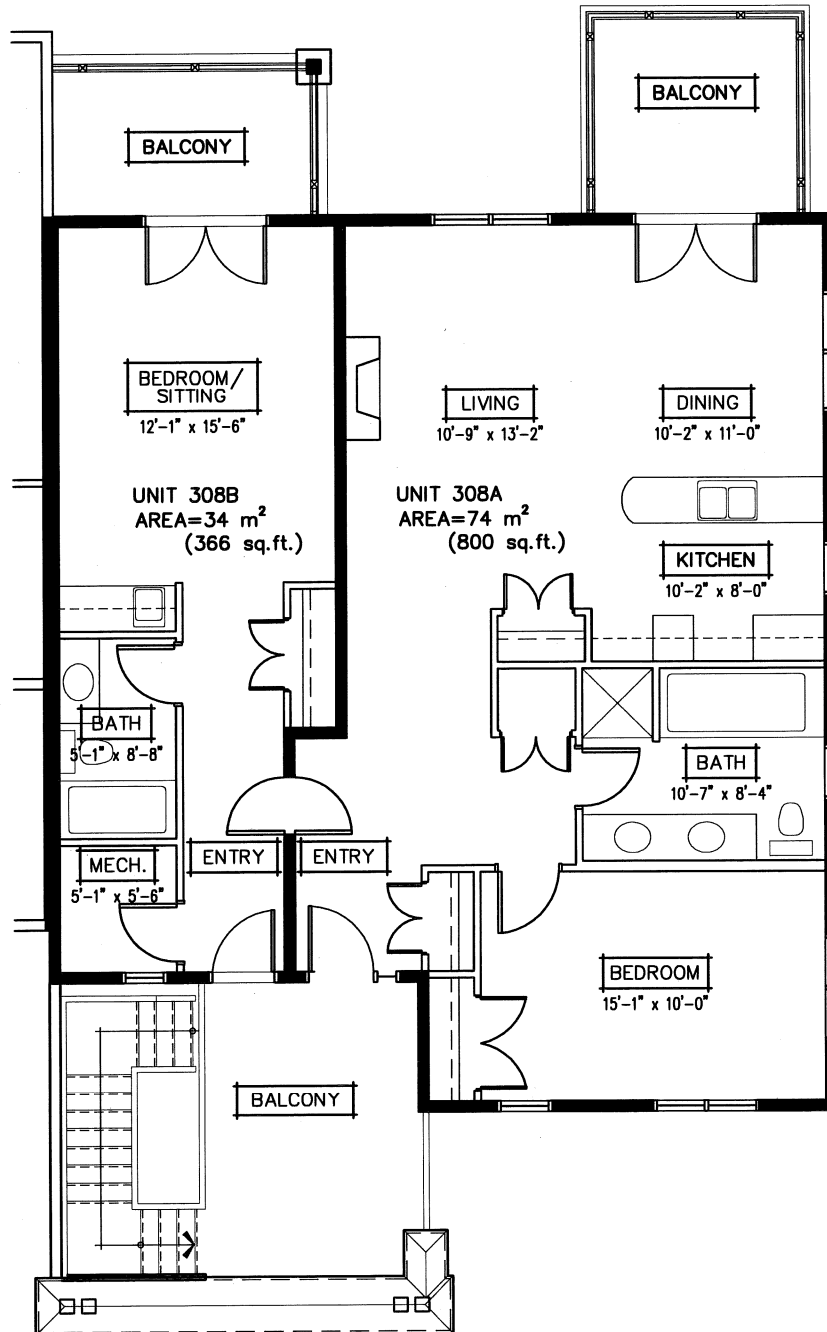 BALCONY
BALCONY
BEDROOM/
SITTING
12'-1" x 15'-6"
LIVING
10'-9" x 13'-2"
DINING
10'-2" x 11'-0"
UNIT 308B
AREA=34 m²
(366 sq.ft.)
UNIT 308A
AREA=74 m²
(800 sq.ft.)
KITCHEN
10'-2" x 8'-0"
BATH
5'-1" x 8'-8"
BATH
10'-7" x 8'-4"
MECH.
5'-1" x 5'-6"
ENTRY
ENTRY
BEDROOM
15'-1" x 10'-0"
BALCONY